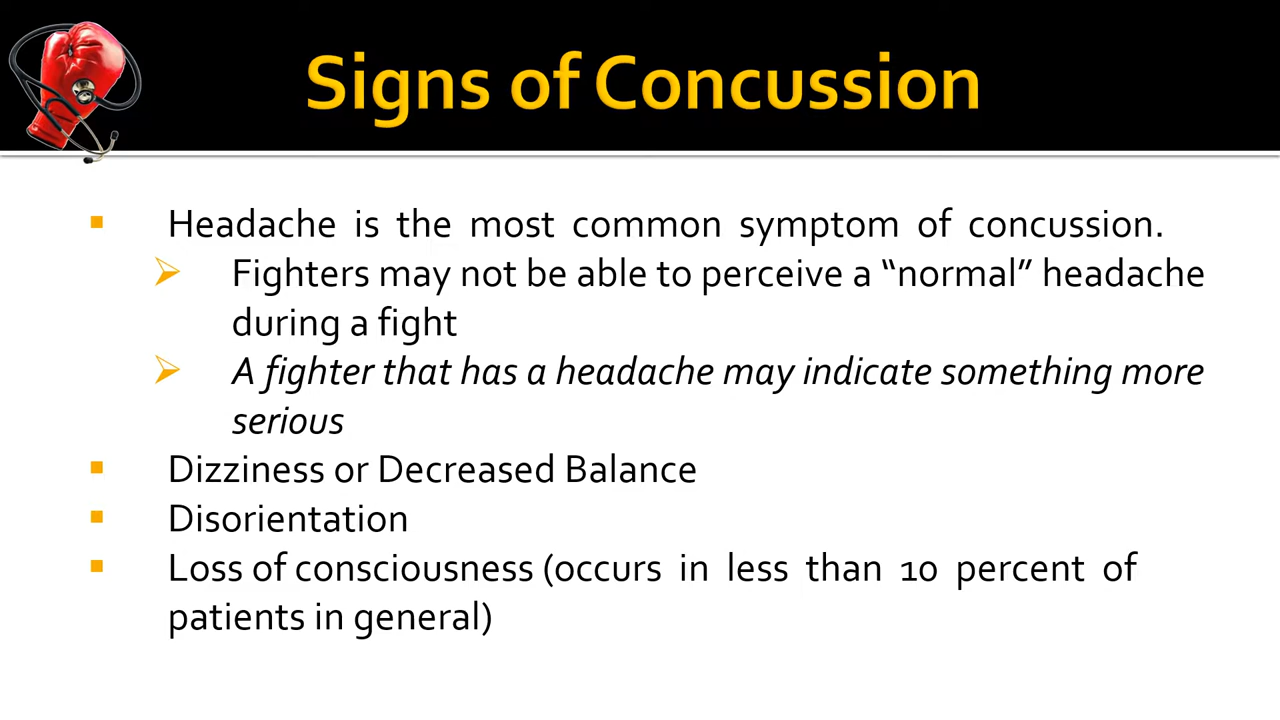 Signs of Concussion
Headache is the most common symptom of concussion.
Fighters may not be able to perceive a “normal” headache
during a fight
A fighter that has a headache may indicate something more
serious
Dizziness or Decreased Balance
Disorientation
Loss of consciousness (occurs in less than 10 percent of
patients in general)